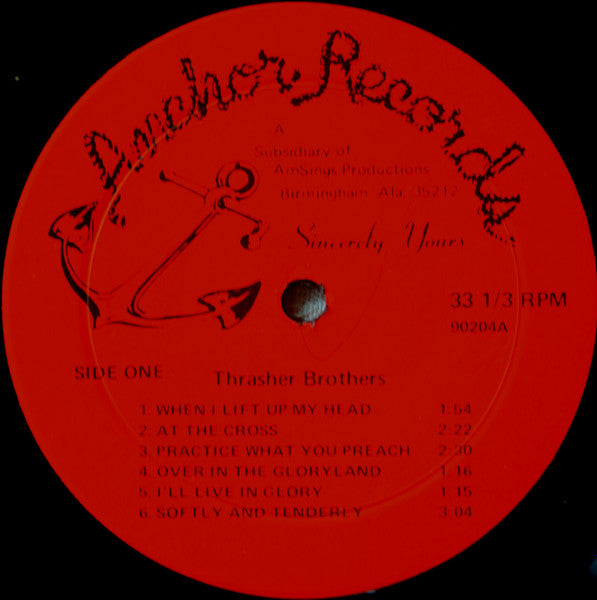 Anchor Records
A
Subsidiary of
AmSings Productions
Birmingham, Ala. 35212
Sincerely Yours
33 1/3 RPM
90204A
SIDE ONE
Thrasher Brothers
1. WHEN I LIFT UP MY HEAD 1:54
2. AT THE CROSS 2:22
3. PRACTICE WHAT YOU PREACH 2:30
4. OVER IN THE GLORYLAND 1:16
5. I'LL LIVE IN GLORY 1:15
6. SOFTLY AND TENDERLY 3:04